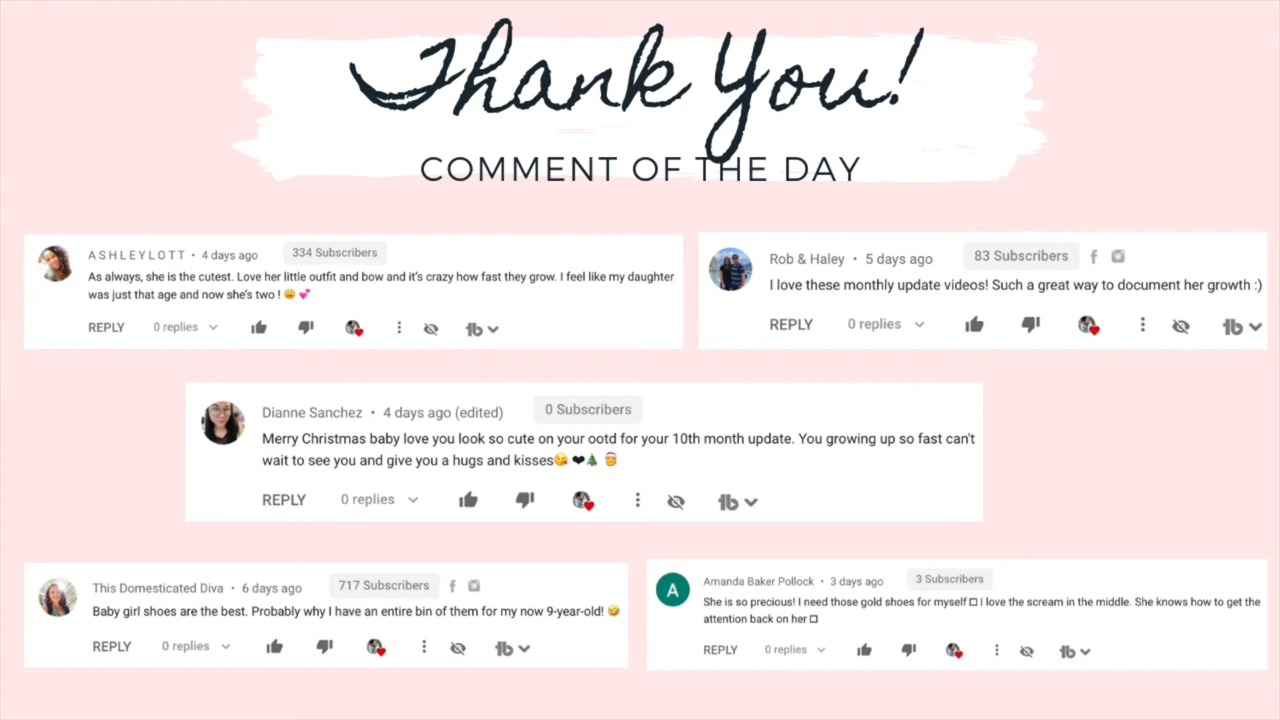 Thank You!
COMMENT OF THE DAY
ASHLEYLOTT • 4 days ago 334 Subscribers
As always, she is the cutest. Love her little outfit and bow and it's crazy how fast they grow. I feel like my daughter
was just that age and now she's two ! 😩 💕
REPLY 0 replies
Rob & Haley • 5 days ago 83 Subscribers
I love these monthly update videos! Such a great way to document her growth :)
REPLY 0 replies
Dianne Sanchez • 4 days ago (edited) 0 Subscribers
Merry Christmas baby love you look so cute on your ootd for your 10th month update. You growing up so fast can't
wait to see you and give you a hugs and kisses😘 ❤🎄 🎅
REPLY 0 replies
This Domesticated Diva • 6 days ago 717 Subscribers
Baby girl shoes are the best. Probably why I have an entire bin of them for my now 9-year-old! 🤣
REPLY 0 replies
A
Amanda Baker Pollock • 3 days ago 3 Subscribers
She is so precious! I need those gold shoes for myself □ I love the scream in the middle. She knows how to get the
attention back on her □
REPLY 0 replies